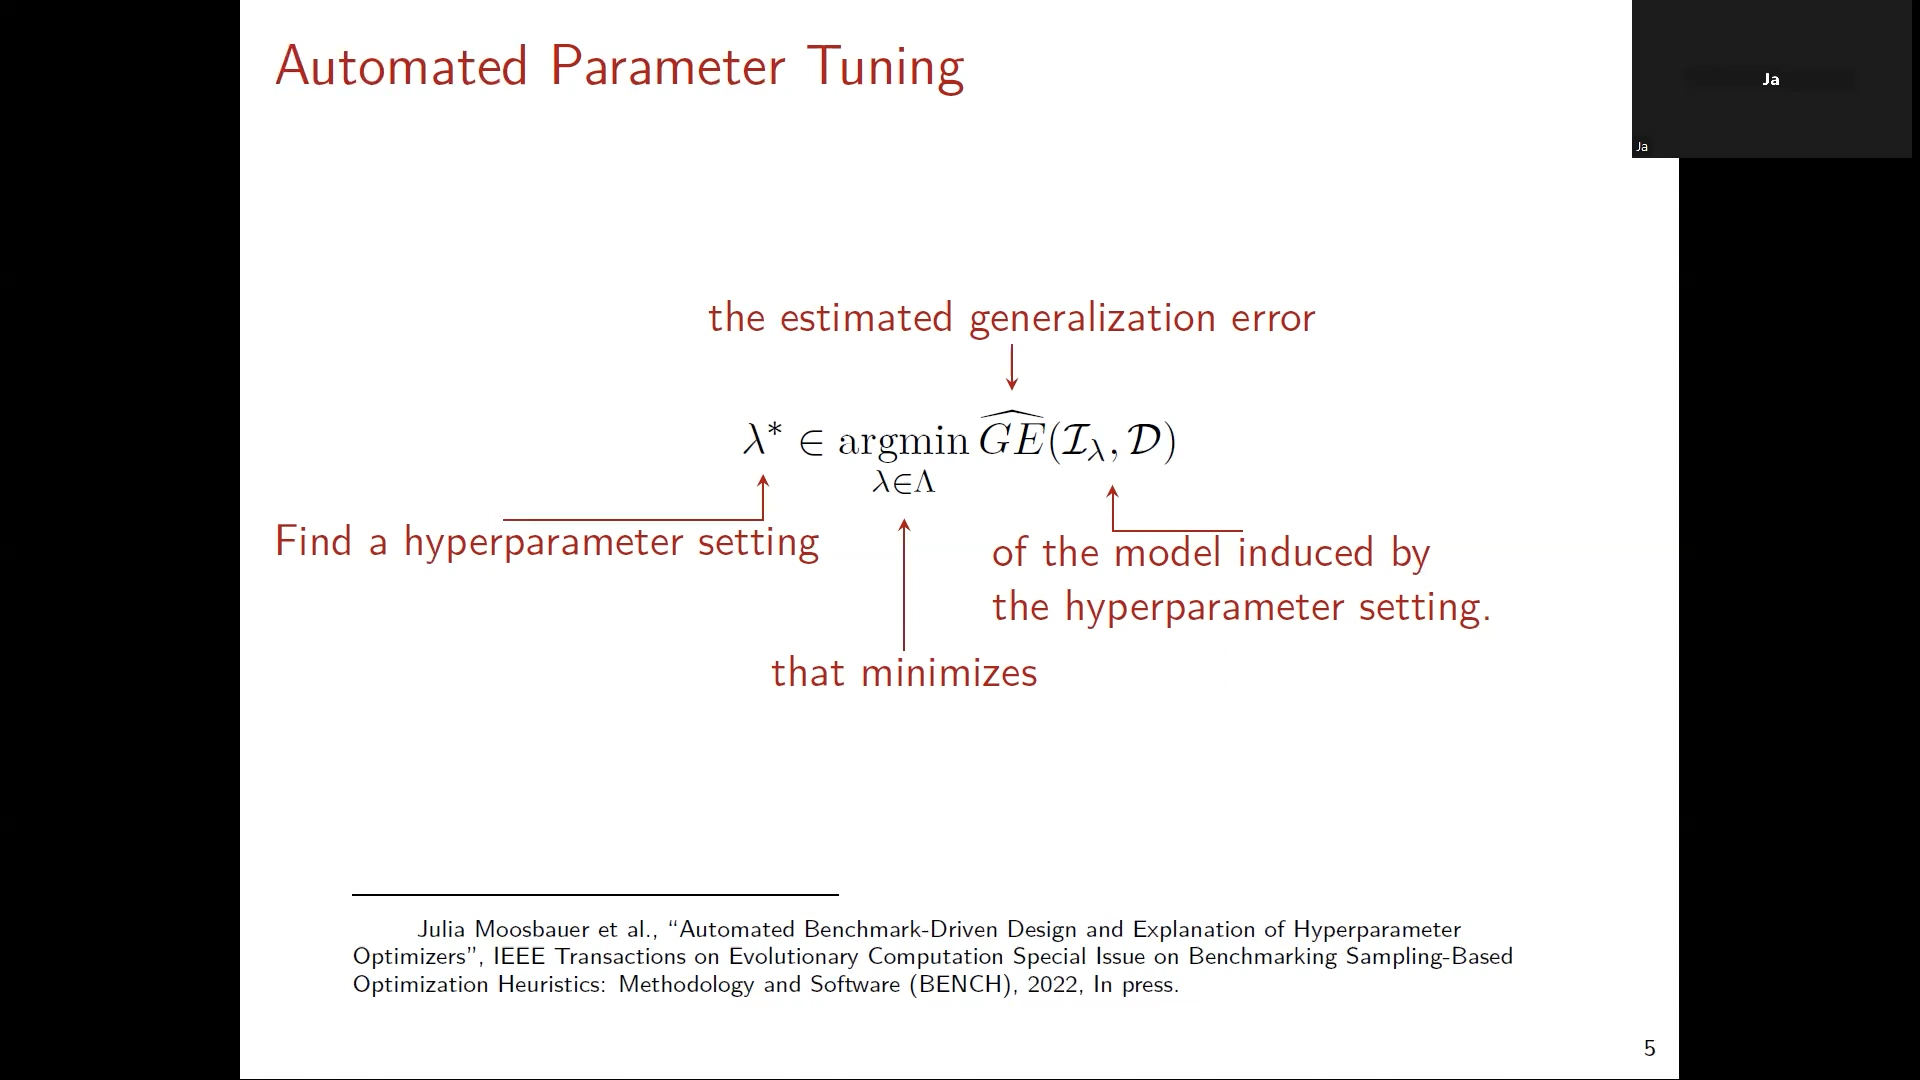 Automated Parameter Tuning
Ja
Ja
the estimated generalization error
λ* ∈ argmin ĜE(𝓘_λ, 𝓓)
λ∈Λ
Find a hyperparameter setting
of the model induced by
the hyperparameter setting.
that minimizes
Julia Moosbauer et al., “Automated Benchmark-Driven Design and Explanation of Hyperparameter
Optimizers”, IEEE Transactions on Evolutionary Computation Special Issue on Benchmarking Sampling-Based
Optimization Heuristics: Methodology and Software (BENCH), 2022, In press.
5